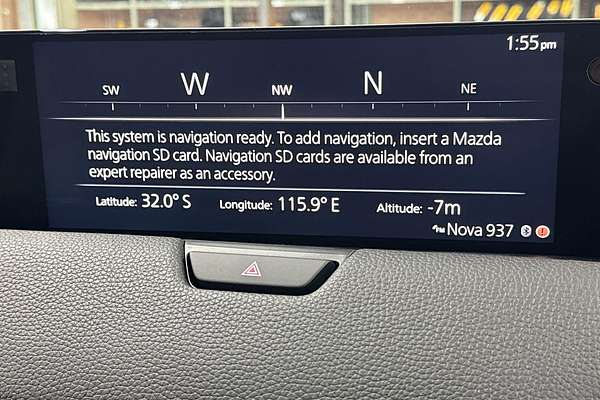 1:55pm
SW W NW N NE
This system is navigation ready. To add navigation, insert a Mazda
navigation SD card. Navigation SD cards are available from an
expert repairer as an accessory.
Latitude: 32.0° S Longitude: 115.9° E Altitude: -7m
FM Nova 937